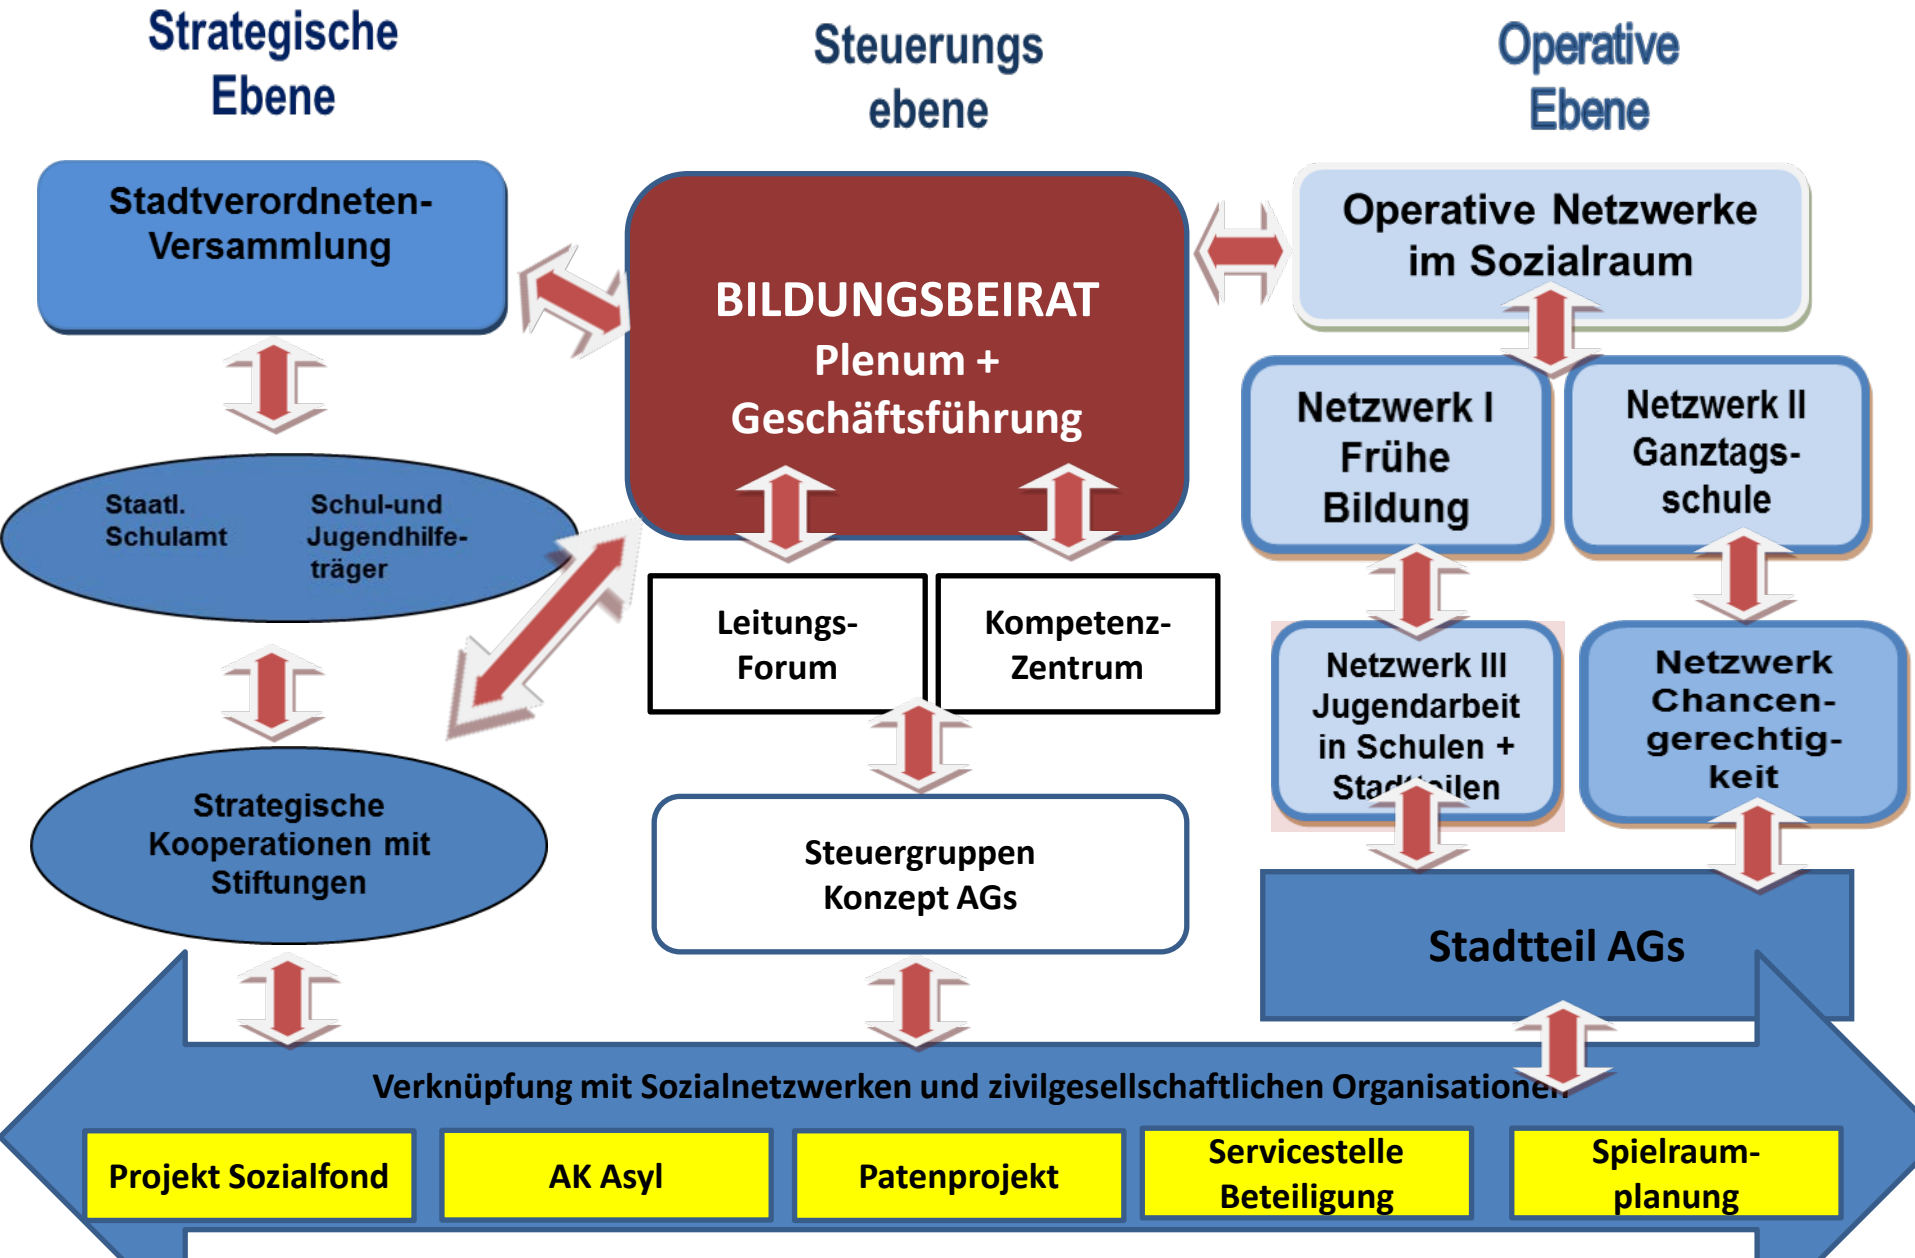 Strategische
Ebene
Steuerungs
ebene
Operative
Ebene
Stadtverordneten-
Versammlung
BILDUNGSBEIRAT
Plenum +
Geschäftsführung
Operative Netzwerke
im Sozialraum
Netzwerk I
Frühe
Bildung
Netzwerk II
Ganztags-
schule
Staatl.
Schulamt
Schul-und
Jugendhilfe-
träger
Leitungs-
Forum
Kompetenz-
Zentrum
Netzwerk III
Jugendarbeit
in Schulen +
Stadtteilen
Netzwerk
Chancen-
gerechtig-
keit
Strategische
Kooperationen mit
Stiftungen
Steuergruppen
Konzept AGs
Stadtteil AGs
Verknüpfung mit Sozialnetzwerken und zivilgesellschaftlichen Organisationen
Projekt Sozialfond
AK Asyl
Patenprojekt
Servicestelle
Beteiligung
Spielraum-
planung